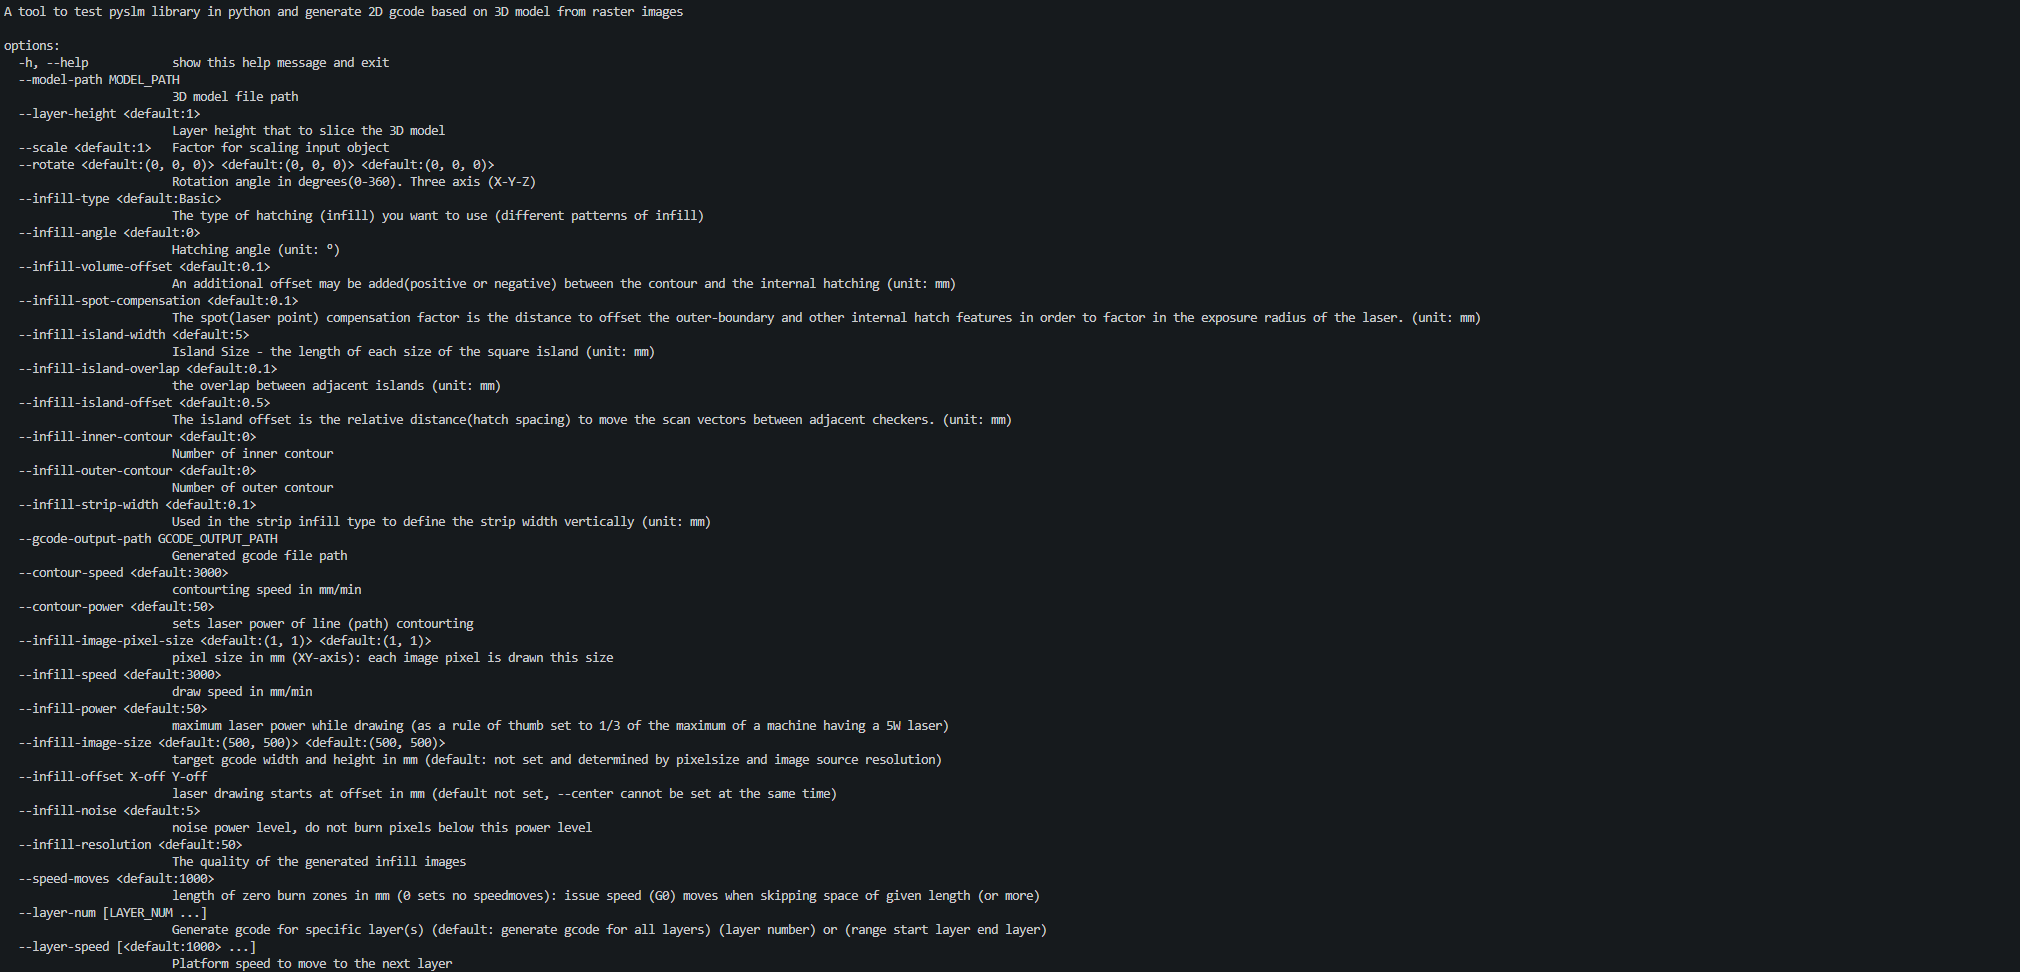 A tool to test pyslm library in python and generate 2D gcode based on 3D model from raster images
options:
-h, --help            show this help message and exit
--model-path MODEL_PATH
3D model file path
--layer-height <default:1>
Layer height that to slice the 3D model
--scale <default:1>   Factor for scaling input object
--rotate <default:(0, 0, 0)> <default:(0, 0, 0)> <default:(0, 0, 0)>
Rotation angle in degrees(0-360). Three axis (X-Y-Z)
--infill-type <default:Basic>
The type of hatching (infill) you want to use (different patterns of infill)
--infill-angle <default:0>
Hatching angle (unit: º)
--infill-volume-offset <default:0.1>
An additional offset may be added(positive or negative) between the contour and the internal hatching (unit: mm)
--infill-spot-compensation <default:0.1>
The spot(laser point) compensation factor is the distance to offset the outer-boundary and other internal hatch features in order to factor in the exposure radius of the laser. (unit: mm)
--infill-island-width <default:5>
Island Size - the length of each size of the square island (unit: mm)
--infill-island-overlap <default:0.1>
the overlap between adjacent islands (unit: mm)
--infill-island-offset <default:0.5>
The island offset is the relative distance(hatch spacing) to move the scan vectors between adjacent checkers. (unit: mm)
--infill-inner-contour <default:0>
Number of inner contour
--infill-outer-contour <default:0>
Number of outer contour
--infill-strip-width <default:0.1>
Used in the strip infill type to define the strip width vertically (unit: mm)
--gcode-output-path GCODE_OUTPUT_PATH
Generated gcode file path
--contour-speed <default:3000>
contourting speed in mm/min
--contour-power <default:50>
sets laser power of line (path) contourting
--infill-image-pixel-size <default:(1, 1)> <default:(1, 1)>
pixel size in mm (XY-axis): each image pixel is drawn this size
--infill-speed <default:3000>
draw speed in mm/min
--infill-power <default:50>
maximum laser power while drawing (as a rule of thumb set to 1/3 of the maximum of a machine having a 5W laser)
--infill-image-size <default:(500, 500)> <default:(500, 500)>
target gcode width and height in mm (default: not set and determined by pixelsize and image source resolution)
--infill-offset X-off Y-off
laser drawing starts at offset in mm (default not set, --center cannot be set at the same time)
--infill-noise <default:5>
noise power level, do not burn pixels below this power level
--infill-resolution <default:50>
The quality of the generated infill images
--speed-moves <default:1000>
length of zero burn zones in mm (0 sets no speedmoves): issue speed (G0) moves when skipping space of given length (or more)
--layer-num [LAYER_NUM ...]
Generate gcode for specific layer(s) (default: generate gcode for all layers) (layer number) or (range start layer end layer)
--layer-speed [<default:1000> ...]
Platform speed to move to the next layer